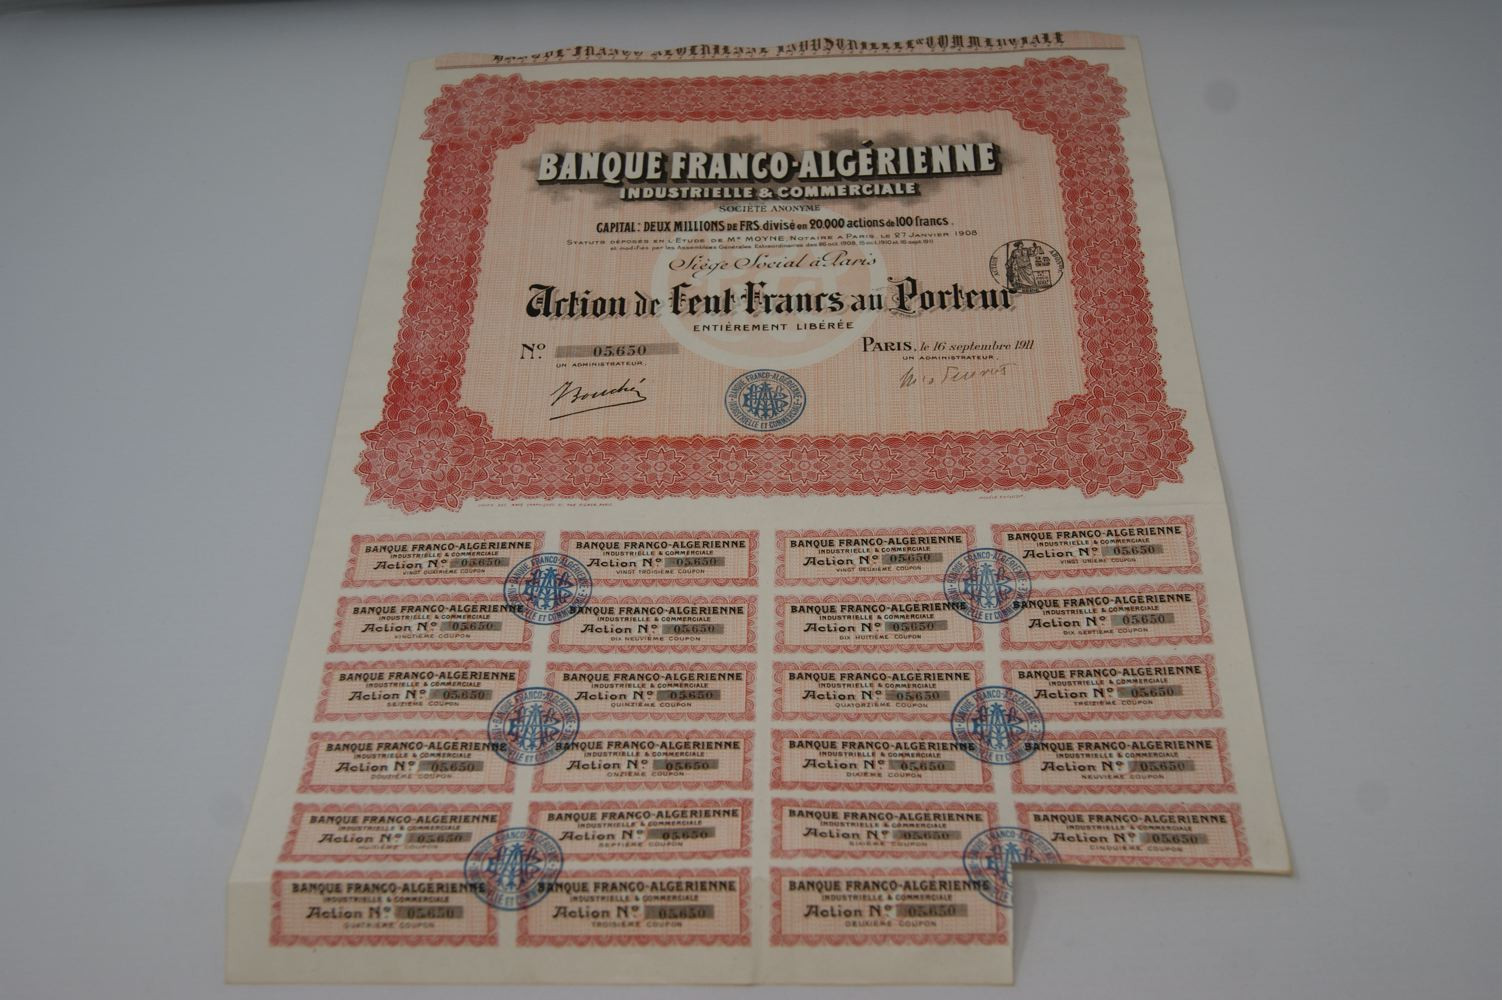 BANQUE FRANCO-ALGÉRIENNE
INDUSTRIELLE & COMMERCIALE
SOCIÉTÉ ANONYME
CAPITAL: DEUX MILLIONS DE FRS. divisé en 20.000 actions de 100 francs.
STATUTS DÉPOSÉS EN L'ETUDE DE Me MOYNE, NOTAIRE A PARIS, LE 27 JANVIER 1908
et modifiés par les Assemblées Générales Extraordinaires des
Siège Social à Paris
Action de Cent Francs au Porteur
ENTIÈREMENT LIBÉRÉE
No. 05.650
PARIS, le 16 septembre 1911
UN ADMINISTRATEUR.
UN ADMINISTRATEUR.
BANQUE FRANCO-ALGÉRIENNE INDUSTRIELLE ET COMMERCIALE
BANQUE FRANCO-ALGÉRIENNE
INDUSTRIELLE & COMMERCIALE
Action No. 05.650
VINGT QUATRIÈME COUPON
BANQUE FRANCO-ALGÉRIENNE
INDUSTRIELLE & COMMERCIALE
Action No. 05.650
VINGT TROISIÈME COUPON
BANQUE FRANCO-ALGÉRIENNE
INDUSTRIELLE & COMMERCIALE
Action No. 05.650
VINGT DEUXIÈME COUPON
BANQUE FRANCO-ALGÉRIENNE
INDUSTRIELLE & COMMERCIALE
Action No. 05.650
VINGT UNIÈME COUPON
BANQUE FRANCO-ALGÉRIENNE
INDUSTRIELLE & COMMERCIALE
Action No. 05.650
VINGTIÈME COUPON
BANQUE FRANCO-ALGÉRIENNE
INDUSTRIELLE & COMMERCIALE
Action No. 05.650
DIX NEUVIÈME COUPON
BANQUE FRANCO-ALGÉRIENNE
INDUSTRIELLE & COMMERCIALE
Action No. 05.650
DIX HUITIÈME COUPON
BANQUE FRANCO-ALGÉRIENNE
INDUSTRIELLE & COMMERCIALE
Action No. 05.650
DIX SEPTIÈME COUPON
BANQUE FRANCO-ALGÉRIENNE
INDUSTRIELLE & COMMERCIALE
Action No. 05.650
SEIZIÈME COUPON
BANQUE FRANCO-ALGÉRIENNE
INDUSTRIELLE & COMMERCIALE
Action No. 05.650
QUINZIÈME COUPON
BANQUE FRANCO-ALGÉRIENNE
INDUSTRIELLE & COMMERCIALE
Action No. 05.650
QUATORZIÈME COUPON
BANQUE FRANCO-ALGÉRIENNE
INDUSTRIELLE & COMMERCIALE
Action No. 05.650
TREIZIÈME COUPON
BANQUE FRANCO-ALGÉRIENNE
INDUSTRIELLE & COMMERCIALE
Action No. 05.650
DOUZIÈME COUPON
BANQUE FRANCO-ALGÉRIENNE
INDUSTRIELLE & COMMERCIALE
Action No. 05.650
ONZIÈME COUPON
BANQUE FRANCO-ALGÉRIENNE
INDUSTRIELLE & COMMERCIALE
Action No. 05.650
DIXIÈME COUPON
BANQUE FRANCO-ALGÉRIENNE
INDUSTRIELLE & COMMERCIALE
Action No. 05.650
NEUVIÈME COUPON
BANQUE FRANCO-ALGÉRIENNE
INDUSTRIELLE & COMMERCIALE
Action No. 05.650
HUITIÈME COUPON
BANQUE FRANCO-ALGÉRIENNE
INDUSTRIELLE & COMMERCIALE
Action No. 05.650
SEPTIÈME COUPON
BANQUE FRANCO-ALGÉRIENNE
INDUSTRIELLE & COMMERCIALE
Action No. 05.650
SIXIÈME COUPON
BANQUE FRANCO-ALGÉRIENNE
INDUSTRIELLE & COMMERCIALE
Action No. 05.650
CINQUIÈME COUPON
BANQUE FRANCO-ALGÉRIENNE
INDUSTRIELLE & COMMERCIALE
Action No. 05.650
QUATRIÈME COUPON
BANQUE FRANCO-ALGÉRIENNE
INDUSTRIELLE & COMMERCIALE
Action No. 05.650
TROISIÈME COUPON
BANQUE FRANCO-ALGÉRIENNE
INDUSTRIELLE & COMMERCIALE
Action No. 05.650
DEUXIÈME COUPON